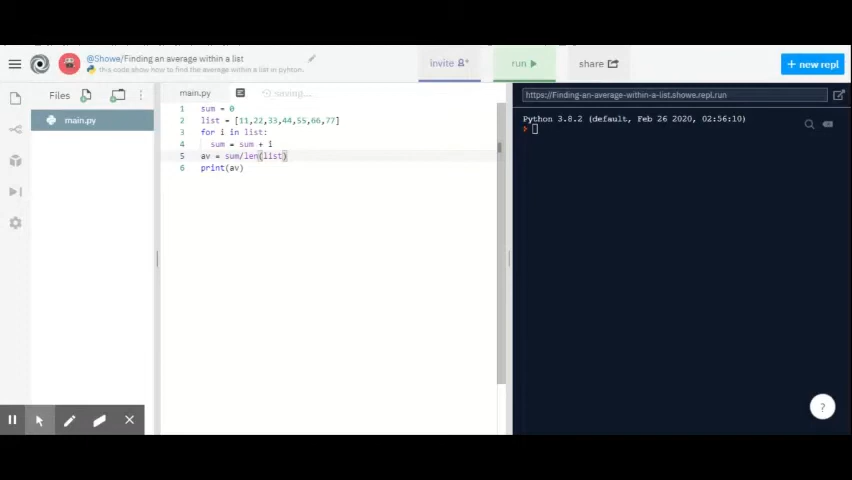 @Showe/Finding an average within a list
this code show how to find the average within a list in pyhton.
invite
run
share
+ new repl
Files
main.py
main.py
saving...
https://Finding-an-average-within-a-list.showe.repl.run
1 sum = 0
2 list = [11,22,33,44,55,66,77]
3 for i in list:
4 sum = sum + i
5 av = sum/len(list)
6 print(av)
Python 3.8.2 (default, Feb 26 2020, 02:56:10)
?